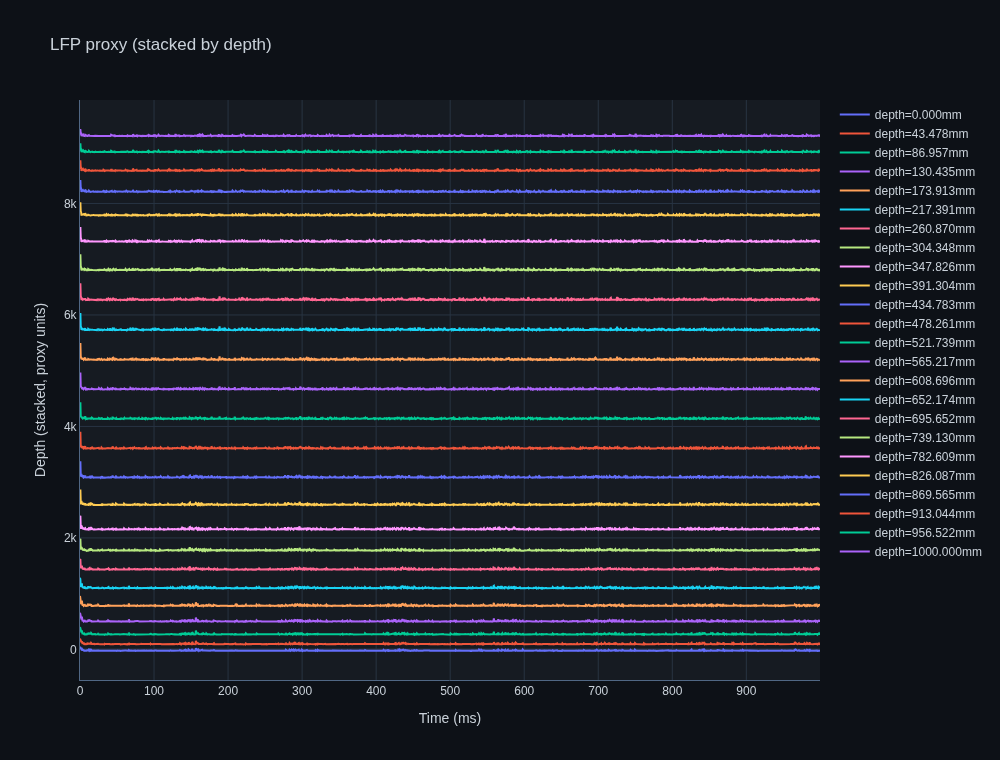 LFP proxy (stacked by depth)
depth=0.000mm
depth=43.478mm
depth=86.957mm
depth=130.435mm
depth=173.913mm
depth=217.391mm
depth=260.870mm
depth=304.348mm
depth=347.826mm
depth=391.304mm
depth=434.783mm
depth=478.261mm
depth=521.739mm
depth=565.217mm
depth=608.696mm
depth=652.174mm
depth=695.652mm
depth=739.130mm
depth=782.609mm
depth=826.087mm
depth=869.565mm
depth=913.044mm
depth=956.522mm
depth=1000.000mm
8k
6k
4k
2k
0
Depth (stacked, proxy units)
0 100 200 300 400 500 600 700 800 900
Time (ms)